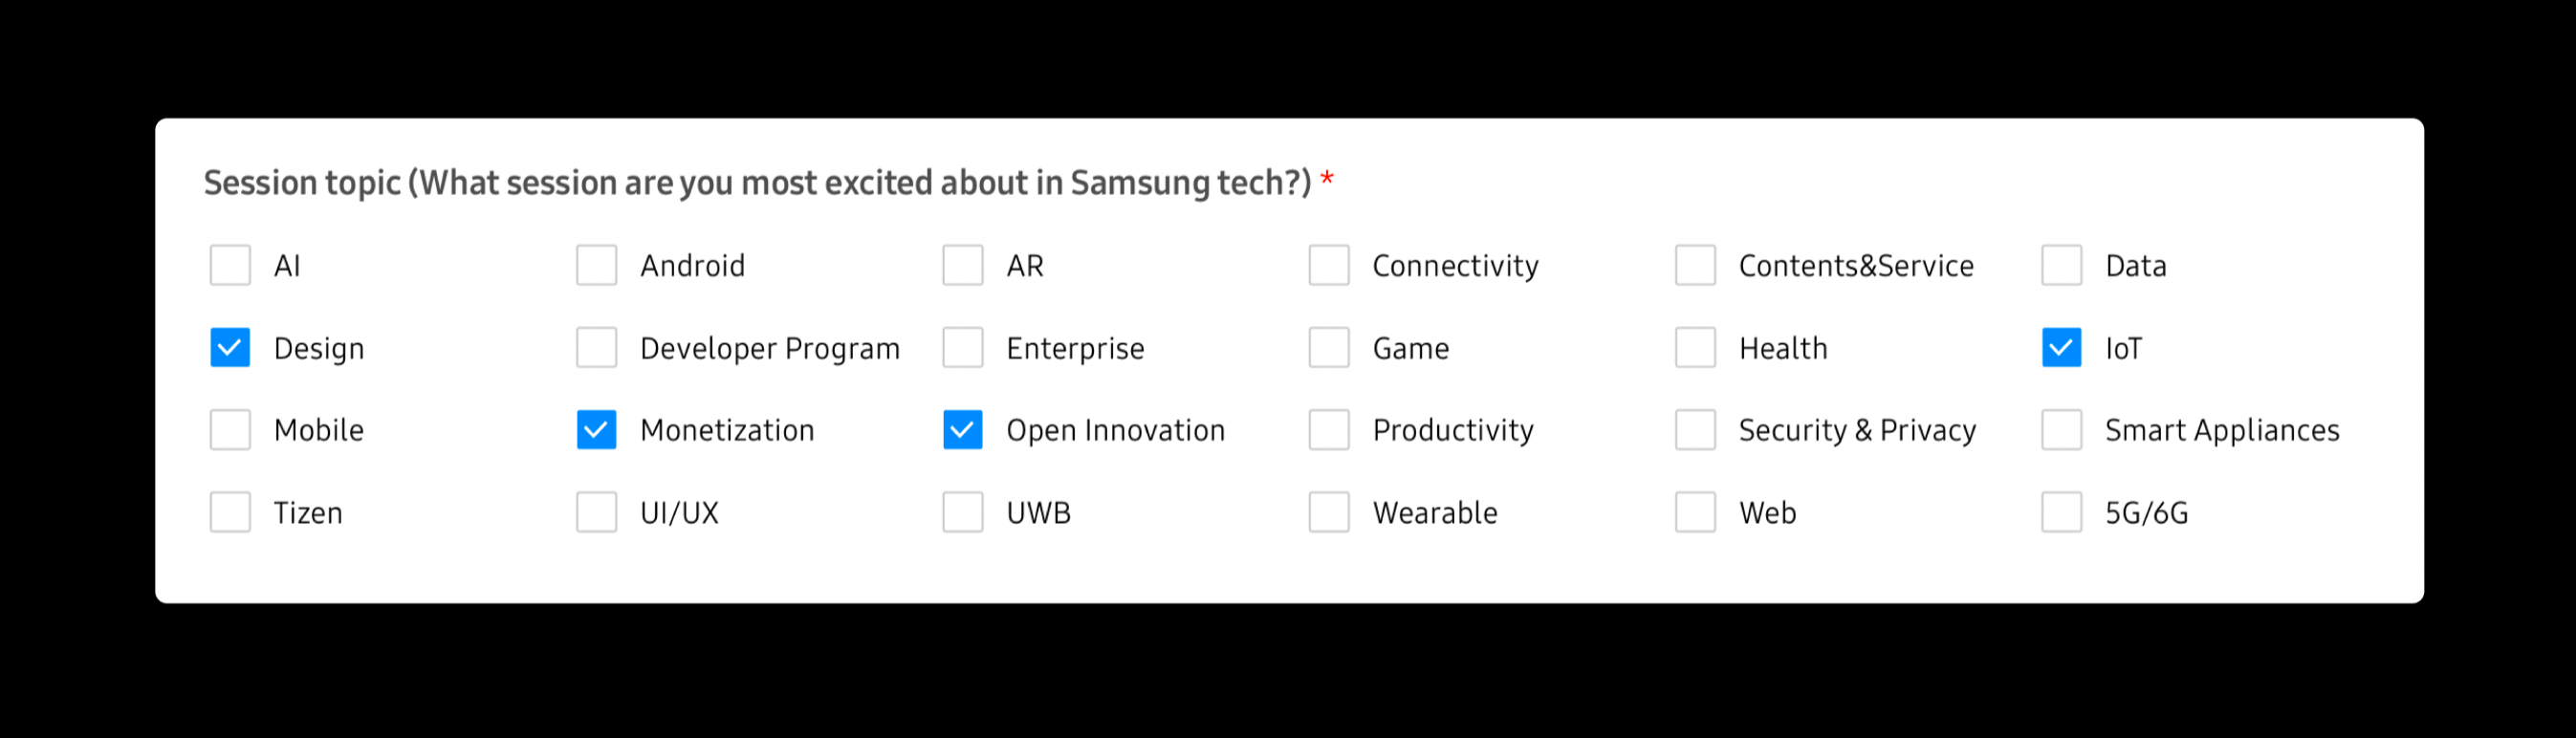 Session topic (What session are you most excited about in Samsung tech?) *
AI Android AR Connectivity Contents&Service Data
Design Developer Program Enterprise Game Health IoT
Mobile Monetization Open Innovation Productivity Security & Privacy Smart Appliances
Tizen UI/UX UWB Wearable Web 5G/6G